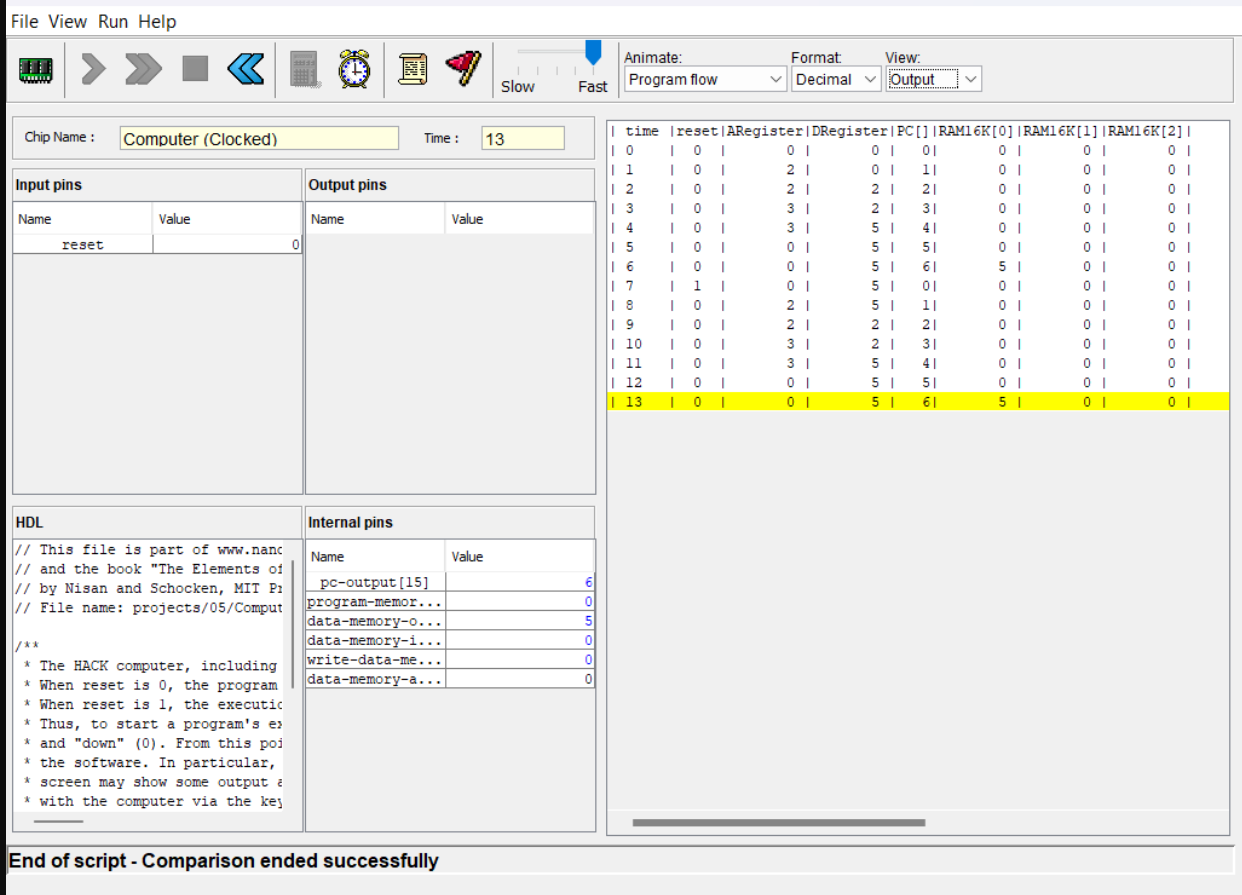 File View Run Help
Slow Fast
Animate: Format: View:
Program flow Decimal Output
Chip Name : Computer (Clocked) Time : 13
Input pins
Name Value
reset 0
Output pins
Name Value
HDL
// This file is part of www.nand
// and the book "The Elements of
// by Nisan and Schocken, MIT Pr
// File name: projects/05/Comput
/**
* The HACK computer, including
* When reset is 0, the program
* When reset is 1, the executio
* Thus, to start a program's ex
* and "down" (0). From this poi
* the software. In particular,
* screen may show some output a
* with the computer via the key
Internal pins
Name Value
pc-output[15] 6
program-memor... 0
data-memory-o... 5
data-memory-i... 0
write-data-me... 0
data-memory-a... 0
| time |reset|ARegister|DRegister|PC[]|RAM16K[0]|RAM16K[1]|RAM16K[2]|
| 0 | 0 | 0 | 0 | 0| 0 | 0 | 0 |
| 1 | 0 | 2 | 0 | 1| 0 | 0 | 0 |
| 2 | 0 | 2 | 2 | 2| 0 | 0 | 0 |
| 3 | 0 | 3 | 2 | 3| 0 | 0 | 0 |
| 4 | 0 | 3 | 5 | 4| 0 | 0 | 0 |
| 5 | 0 | 0 | 5 | 5| 0 | 0 | 0 |
| 6 | 0 | 0 | 5 | 6| 5 | 0 | 0 |
| 7 | 1 | 0 | 5 | 0| 0 | 0 | 0 |
| 8 | 0 | 2 | 5 | 1| 0 | 0 | 0 |
| 9 | 0 | 2 | 2 | 2| 0 | 0 | 0 |
| 10 | 0 | 3 | 2 | 3| 0 | 0 | 0 |
| 11 | 0 | 3 | 5 | 4| 0 | 0 | 0 |
| 12 | 0 | 0 | 5 | 5| 0 | 0 | 0 |
| 13 | 0 | 0 | 5 | 6| 5 | 0 | 0 |
End of script - Comparison ended successfully